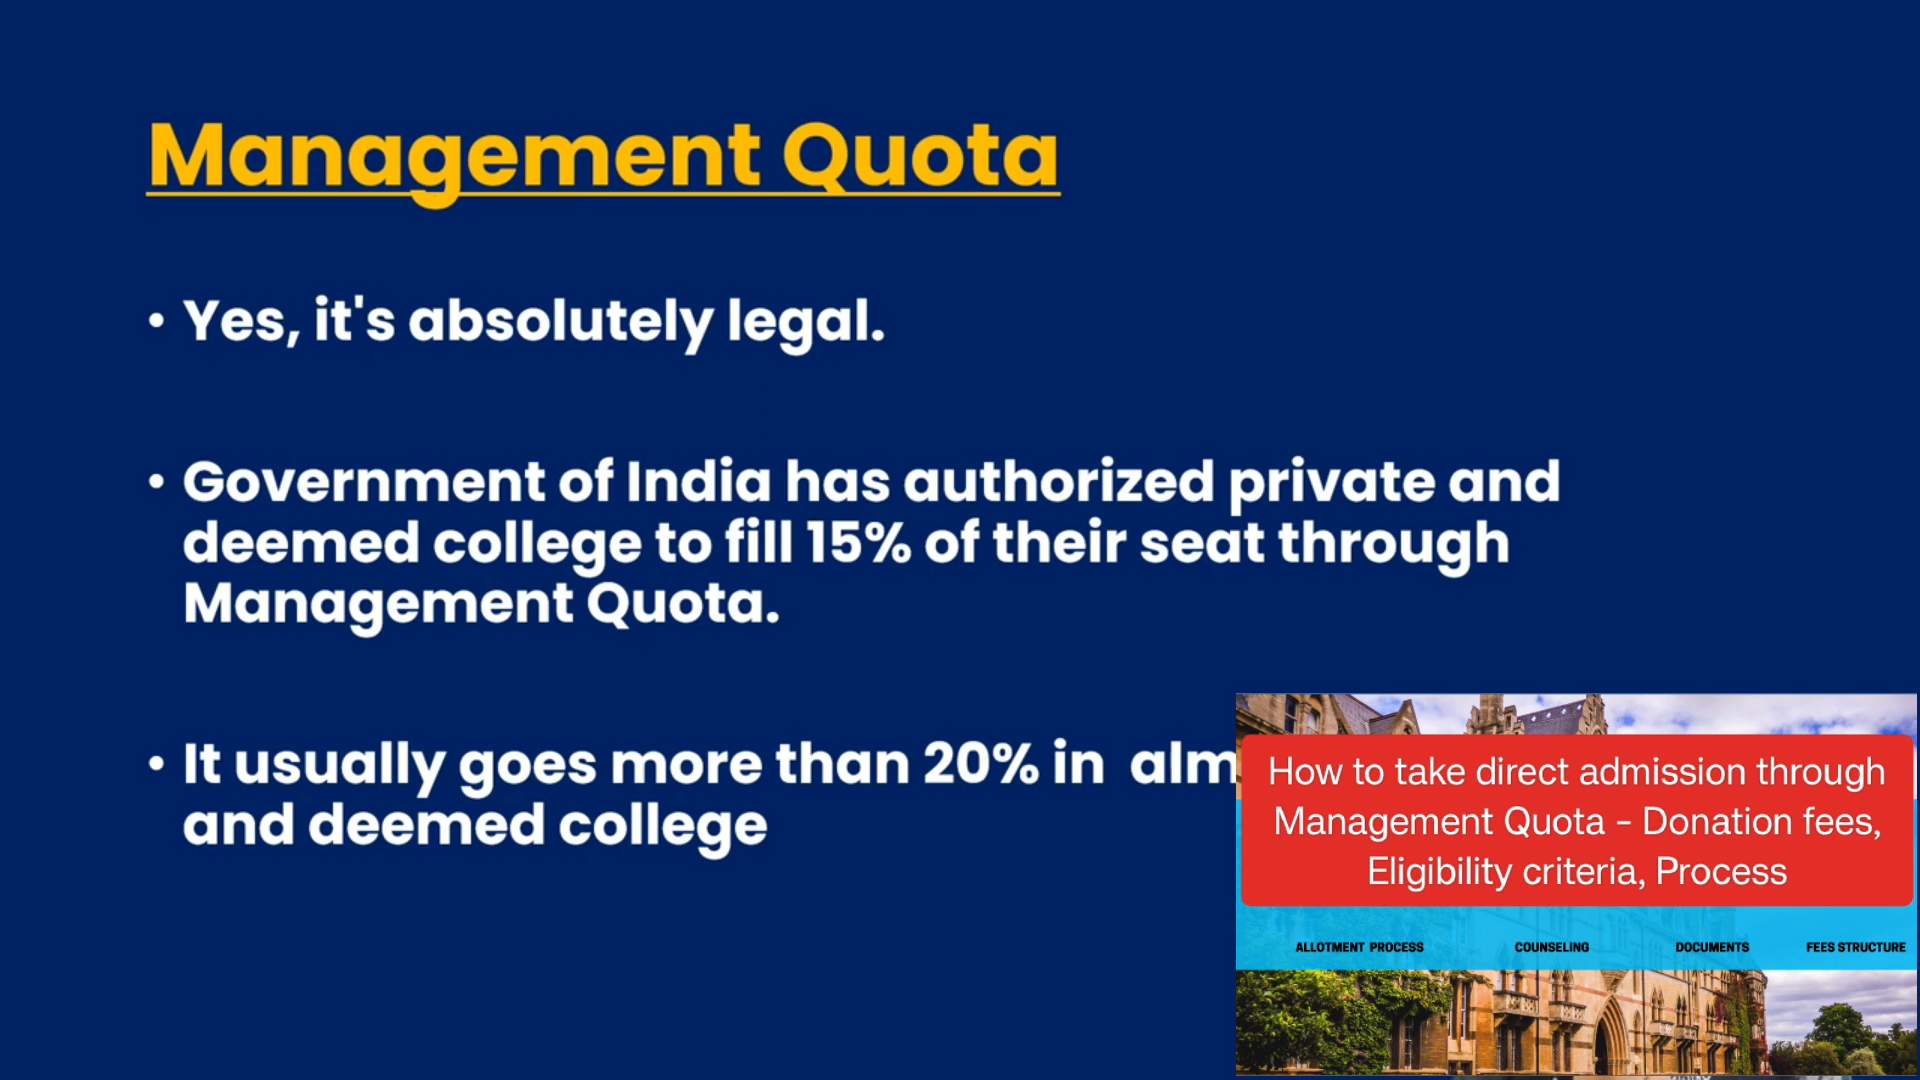 Management Quota
• Yes, it's absolutely legal.
• Government of India has authorized private and
deemed college to fill 15% of their seat through
Management Quota.
• It usually goes more than 20% in alm
and deemed college
How to take direct admission through
Management Quota - Donation fees,
Eligibility criteria, Process
ALLOTMENT PROCESS COUNSELING DOCUMENTS FEES STRUCTURE